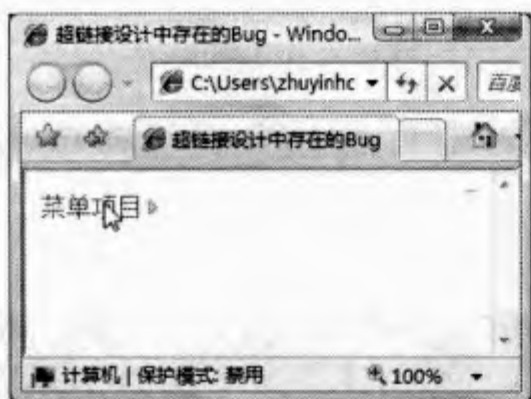 超链接设计中存在的Bug - Windo...
C:\Users\zhuyinhc
百度
超链接设计中存在的Bug
菜单项目
计算机 | 保护模式: 禁用
100%